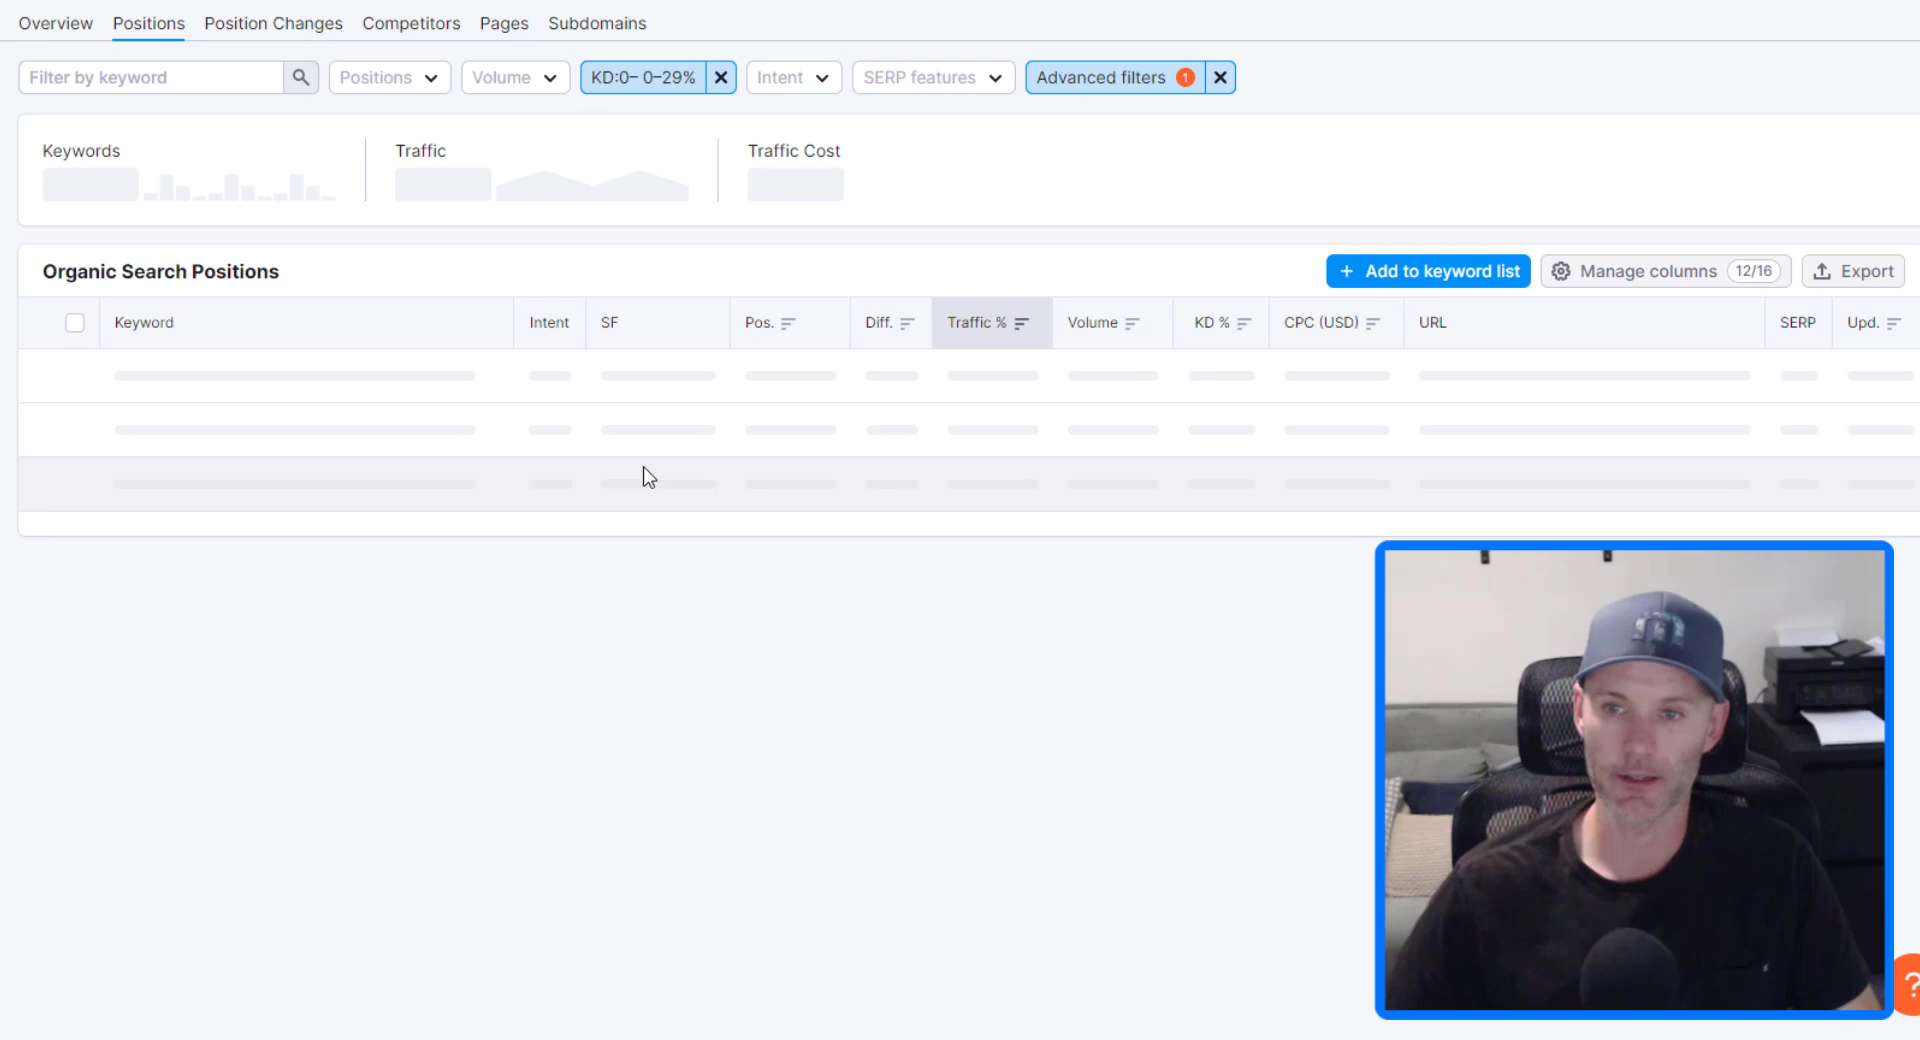 Overview Positions Position Changes Competitors Pages Subdomains
Filter by keyword Positions Volume KD:0– 0–29% Intent SERP features Advanced filters 1
Keywords Traffic Traffic Cost
Organic Search Positions + Add to keyword list Manage columns 12/16 Export
Keyword Intent SF Pos. Diff. Traffic % Volume KD % CPC (USD) URL SERP Upd.
?